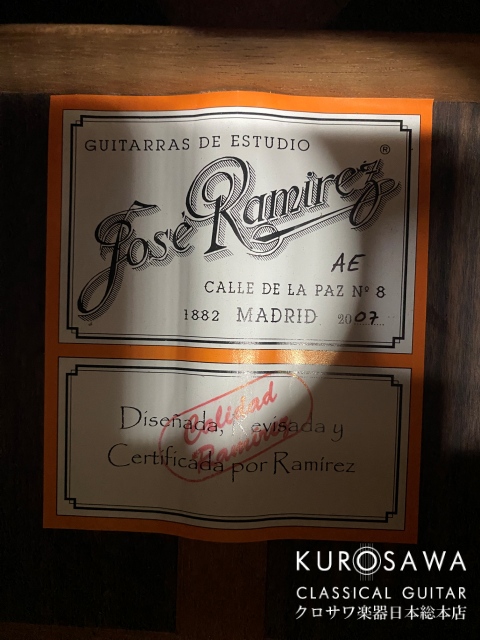 GUITARRAS DE ESTUDIO
José Ramírez ®
AE
CALLE DE LA PAZ Nº 8
1882 MADRID 2007
Diseñada, Revisada y
Certificada por Ramírez
Calidad
Ramírez
KUROSAWA
CLASSICAL GUITAR
クロサワ楽器日本総本店